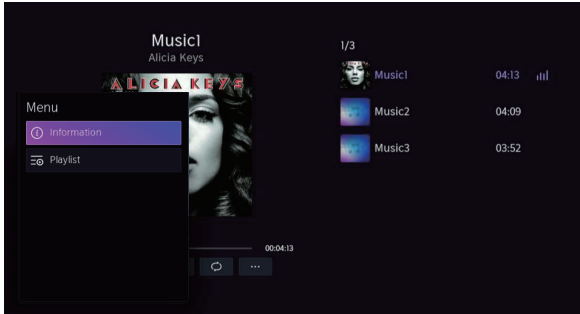 Music1
Alicia Keys
ALICIA KEYS
Menu
Information
Playlist
00:04:13
1/3
Music1 04:13
Music2 04:09
Music3 03:52